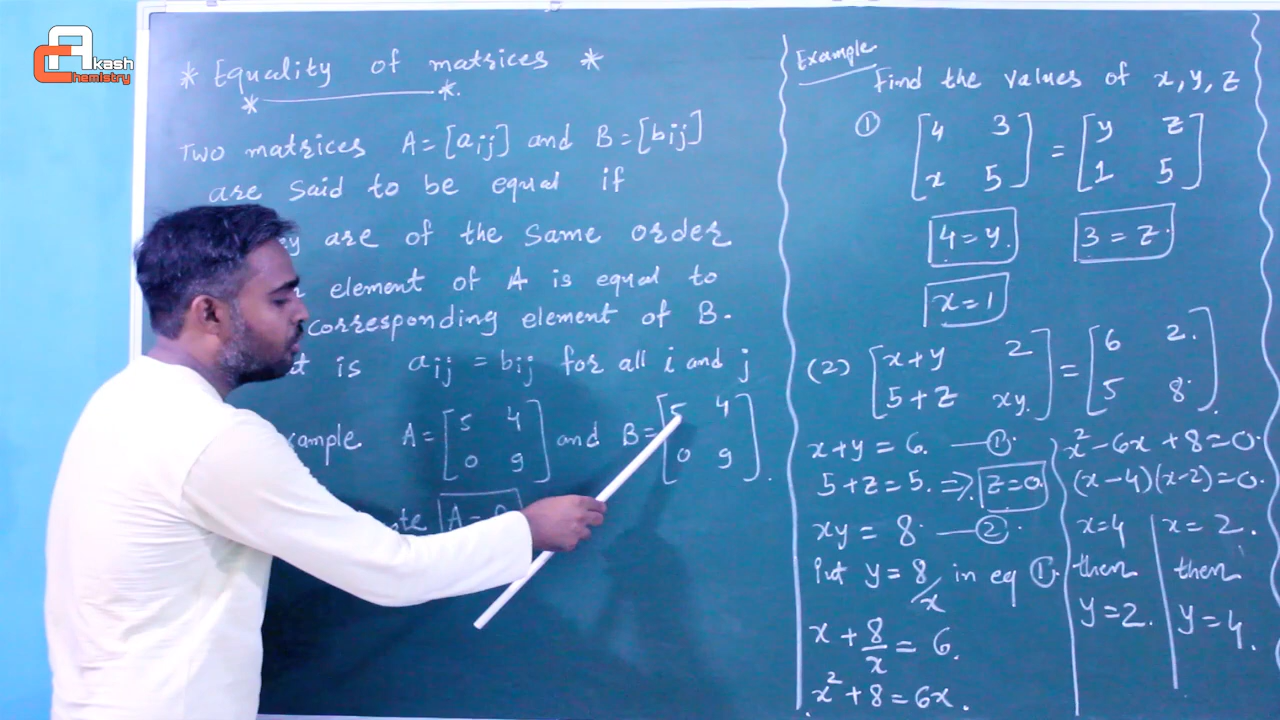 Akash
Chemistry
* Equality of matrices *
Two matrices A=[aij] and B=[bij]
are said to be equal if
are of the same order
element of A is equal to
corresponding element of B.
is aij = bij for all i and j
A=[5 4
0 9] and B=[5 4
0 9].
A =
Example
Find the values of x, y, z
① [4 3
x 5] = [y z
1 5]
4=y. 3=z.
x=1
(2) [x+y 2
5+z xy.] = [6 2.
5 8].
x+y=6. —①.
5+z=5. ⇒ z=0.
xy = 8 —②.
Put y=8/x in eq ①.
x + 8/x = 6.
x²+8=6x.
x²-6x+8=0.
(x-4)(x-2)=0.
x=4 x=2.
then then
y=2. y=4.